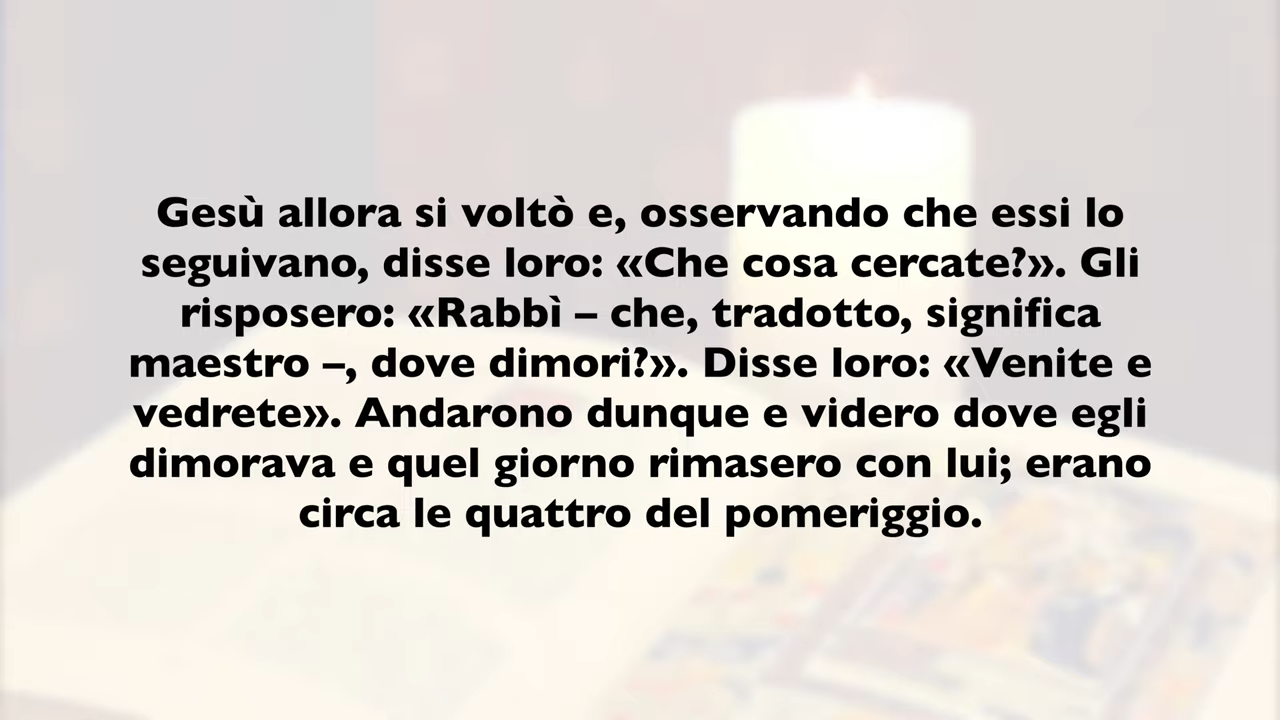 Gesù allora si voltò e, osservando che essi lo
seguivano, disse loro: «Che cosa cercate?». Gli
risposero: «Rabbì – che, tradotto, significa
maestro –, dove dimori?». Disse loro: «Venite e
vedrete». Andarono dunque e videro dove egli
dimorava e quel giorno rimasero con lui; erano
circa le quattro del pomeriggio.